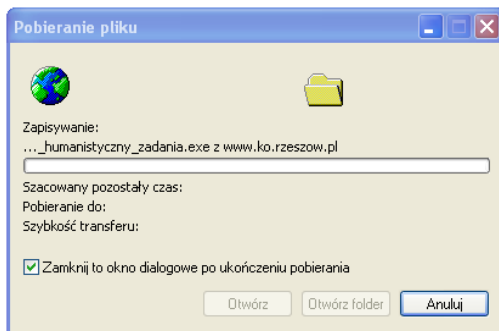 Pobieranie pliku
Zapisywanie:
..._humanistyczny_zadania.exe z www.ko.rzeszow.pl
Szacowany pozostały czas:
Pobieranie do:
Szybkość transferu:
Zamknij to okno dialogowe po ukończeniu pobierania
Otwórz Otwórz folder Anuluj